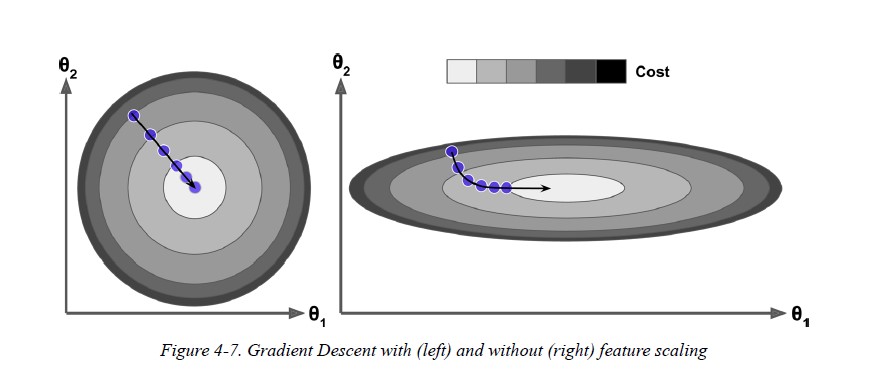 θ2
θ2
Cost
θ1
θ1
Figure 4-7. Gradient Descent with (left) and without (right) feature scaling